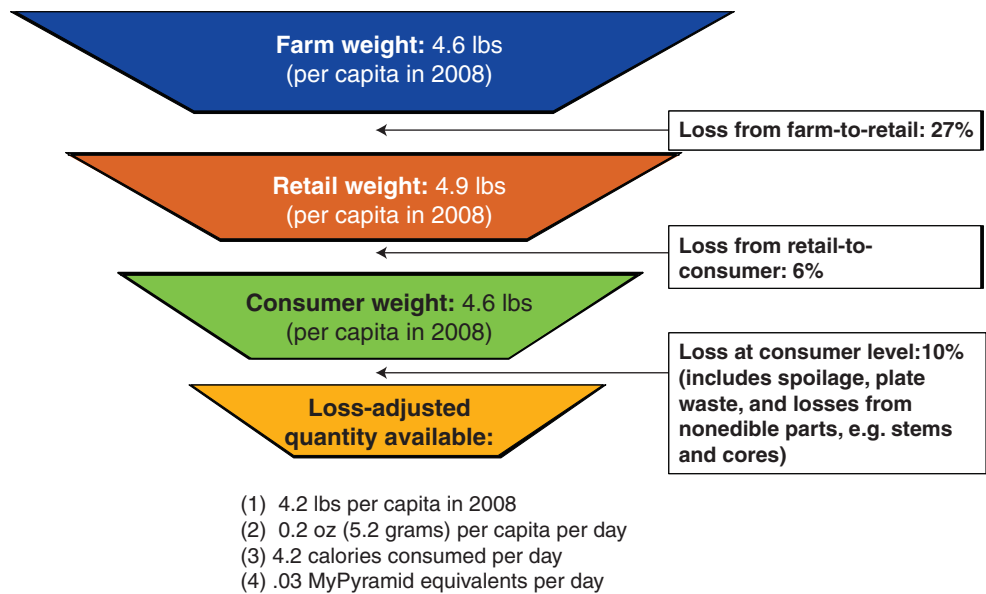 Farm weight: 4.6 lbs
(per capita in 2008)
Loss from farm-to-retail: 27%
Retail weight: 4.9 lbs
(per capita in 2008)
Loss from retail-to-
consumer: 6%
Consumer weight: 4.6 lbs
(per capita in 2008)
Loss at consumer level:10%
(includes spoilage, plate
waste, and losses from
nonedible parts, e.g. stems
and cores)
Loss-adjusted
quantity available:
(1) 4.2 lbs per capita in 2008
(2) 0.2 oz (5.2 grams) per capita per day
(3) 4.2 calories consumed per day
(4) .03 MyPyramid equivalents per day